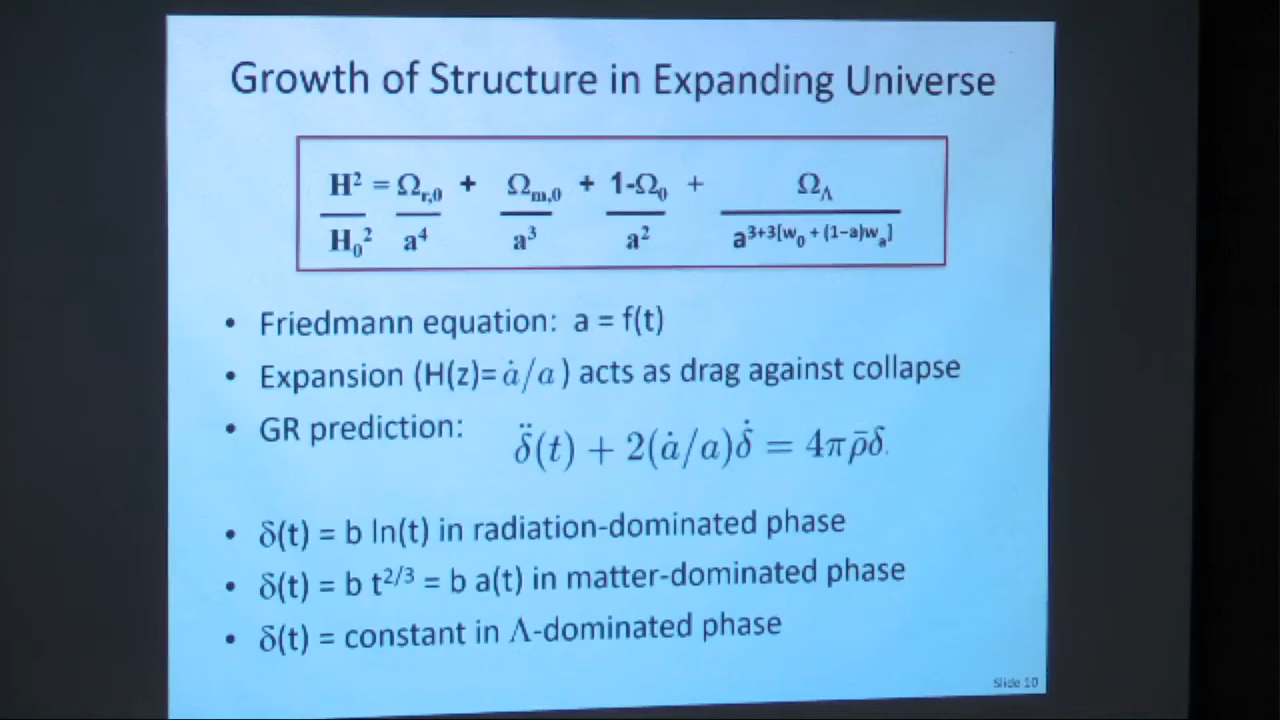 Growth of Structure in Expanding Universe
H²/H₀² = Ωr,0/a⁴ + Ωm,0/a³ + 1-Ω₀/a² + ΩΛ/a^3+3[w₀ + (1−a)wₐ]
• Friedmann equation: a = f(t)
• Expansion (H(z)=ȧ/a) acts as drag against collapse
• GR prediction: δ̈(t) + 2(ȧ/a)δ̇ = 4πρ̄δ.
• δ(t) = b ln(t) in radiation-dominated phase
• δ(t) = b t²/³ = b a(t) in matter-dominated phase
• δ(t) = constant in Λ-dominated phase
Slide 10